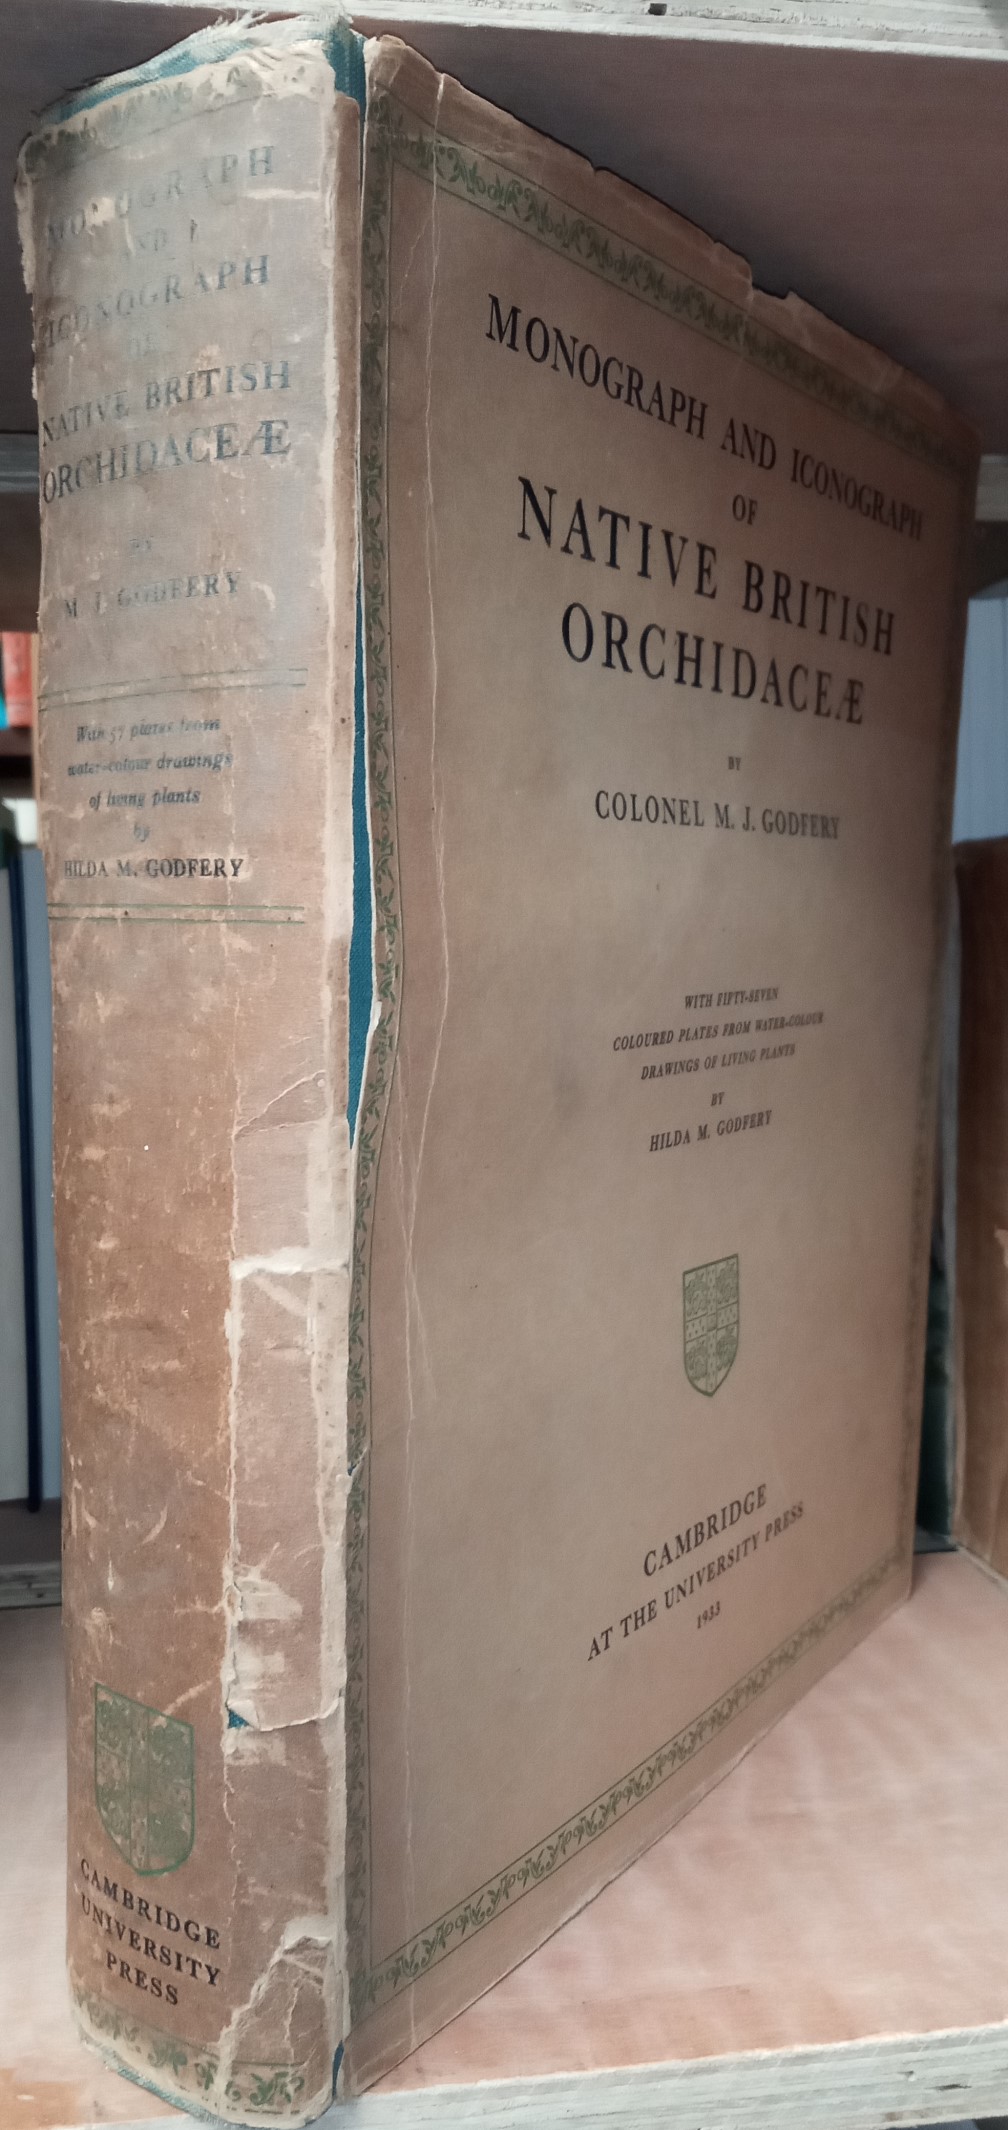 MONOGRAPH
AND
ICONOGRAPH
OF
NATIVE BRITISH
ORCHIDACEÆ
BY
M. J. GODFERY
With 57 plates from
water-colour drawings
of living plants
by
HILDA M. GODFERY
CAMBRIDGE
UNIVERSITY
PRESS
MONOGRAPH AND ICONOGRAPH
OF
NATIVE BRITISH
ORCHIDACEÆ
BY
COLONEL M. J. GODFERY
WITH FIFTY-SEVEN
COLOURED PLATES FROM WATER-COLOUR
DRAWINGS OF LIVING PLANTS
BY
HILDA M. GODFERY
CAMBRIDGE
AT THE UNIVERSITY PRESS
1933